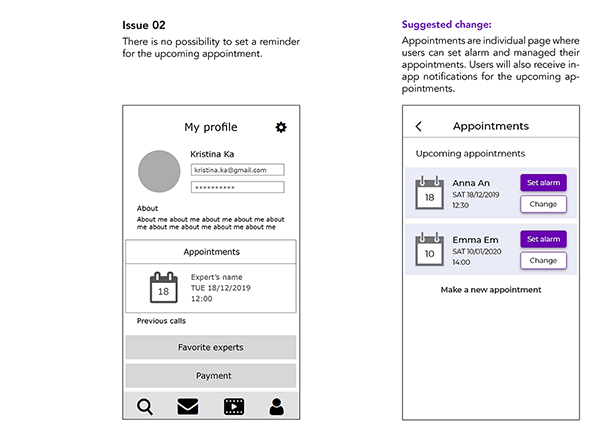 Issue 02
There is no possibility to set a reminder
for the upcoming appointment.
My profile
Kristina Ka
kristina.ka@gmail.com
**********
About
About me about me about me about me about
me about me about me about me about me
Appointments
18
Expert's name
TUE 18/12/2019
12:00
Previous calls
Favorite experts
Payment
Suggested change:
Appointments are individual page where
users can set alarm and managed their
appointments. Users will also receive in-
app notifications for the upcoming ap-
pointments.
Appointments
Upcoming appointments
18
Anna An
SAT 18/12/2019
12:30
Set alarm
Change
10
Emma Em
SAT 10/01/2020
14:00
Set alarm
Change
Make a new appointment